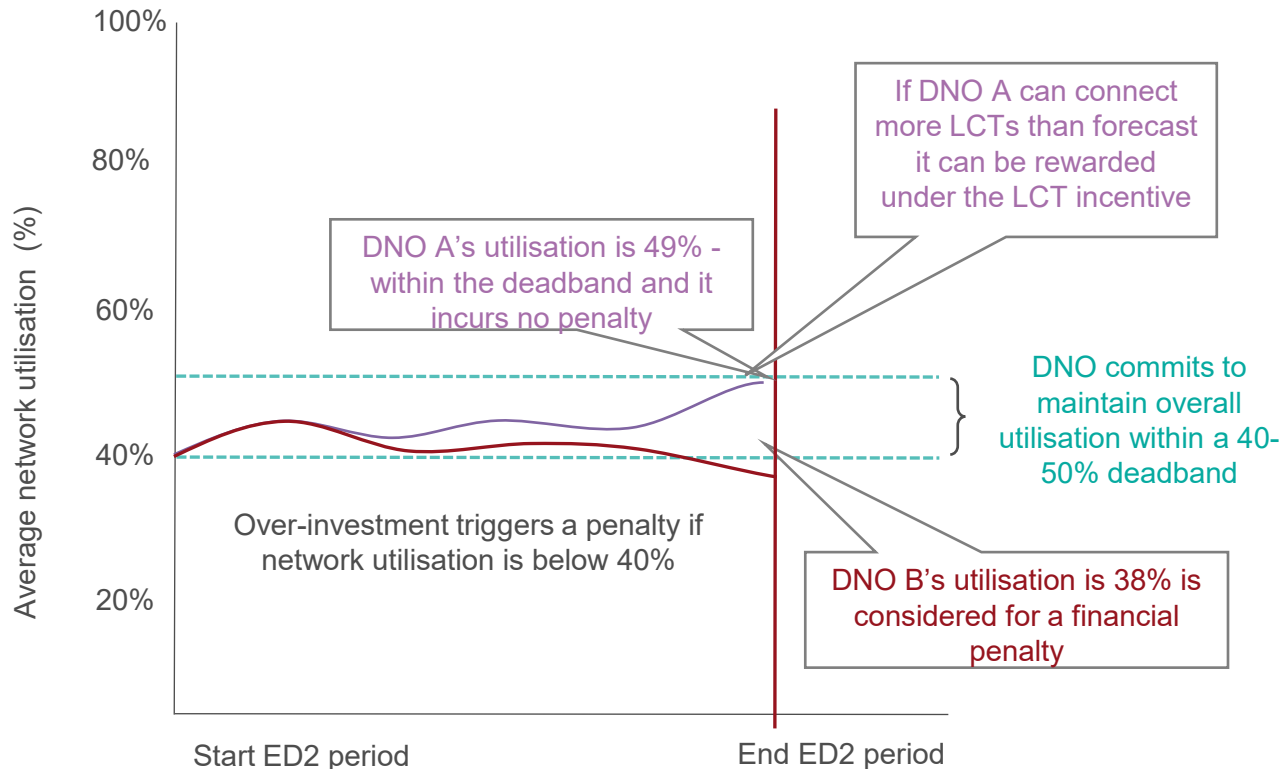 100%
80%
60%
40%
20%
Average network utilisation (%)
If DNO A can connect
more LCTs than forecast
it can be rewarded
under the LCT incentive
DNO A's utilisation is 49% -
within the deadband and it
incurs no penalty
DNO commits to
maintain overall
utilisation within a 40-
50% deadband
Over-investment triggers a penalty if
network utilisation is below 40%
DNO B's utilisation is 38% is
considered for a financial
penalty
Start ED2 period
End ED2 period